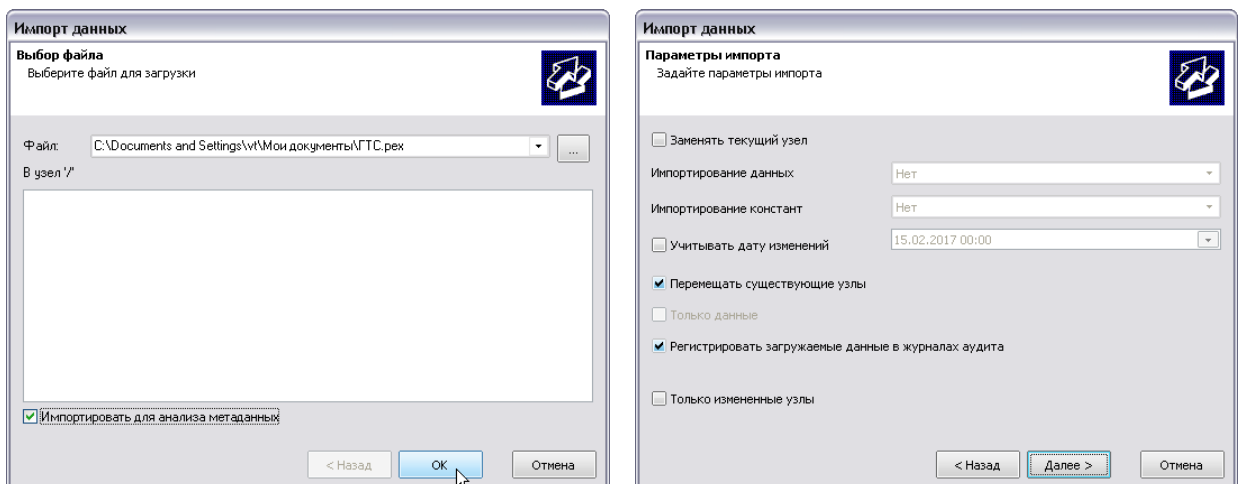 Импорт данных
Выбор файла
Выберите файл для загрузки
Файл:
C:\Documents and Settings\vt\Мои документы\ГТС.pex
...
В узел '/'
Импортировать для анализа метаданных
< Назад
OK
Отмена
Импорт данных
Параметры импорта
Задайте параметры импорта
Заменять текущий узел
Импортирование данных
Нет
Импортирование констант
Нет
Учитывать дату изменений
15.02.2017 00:00
Перемещать существующие узлы
Только данные
Регистрировать загружаемые данные в журналах аудита
Только измененные узлы
< Назад
Далее >
Отмена